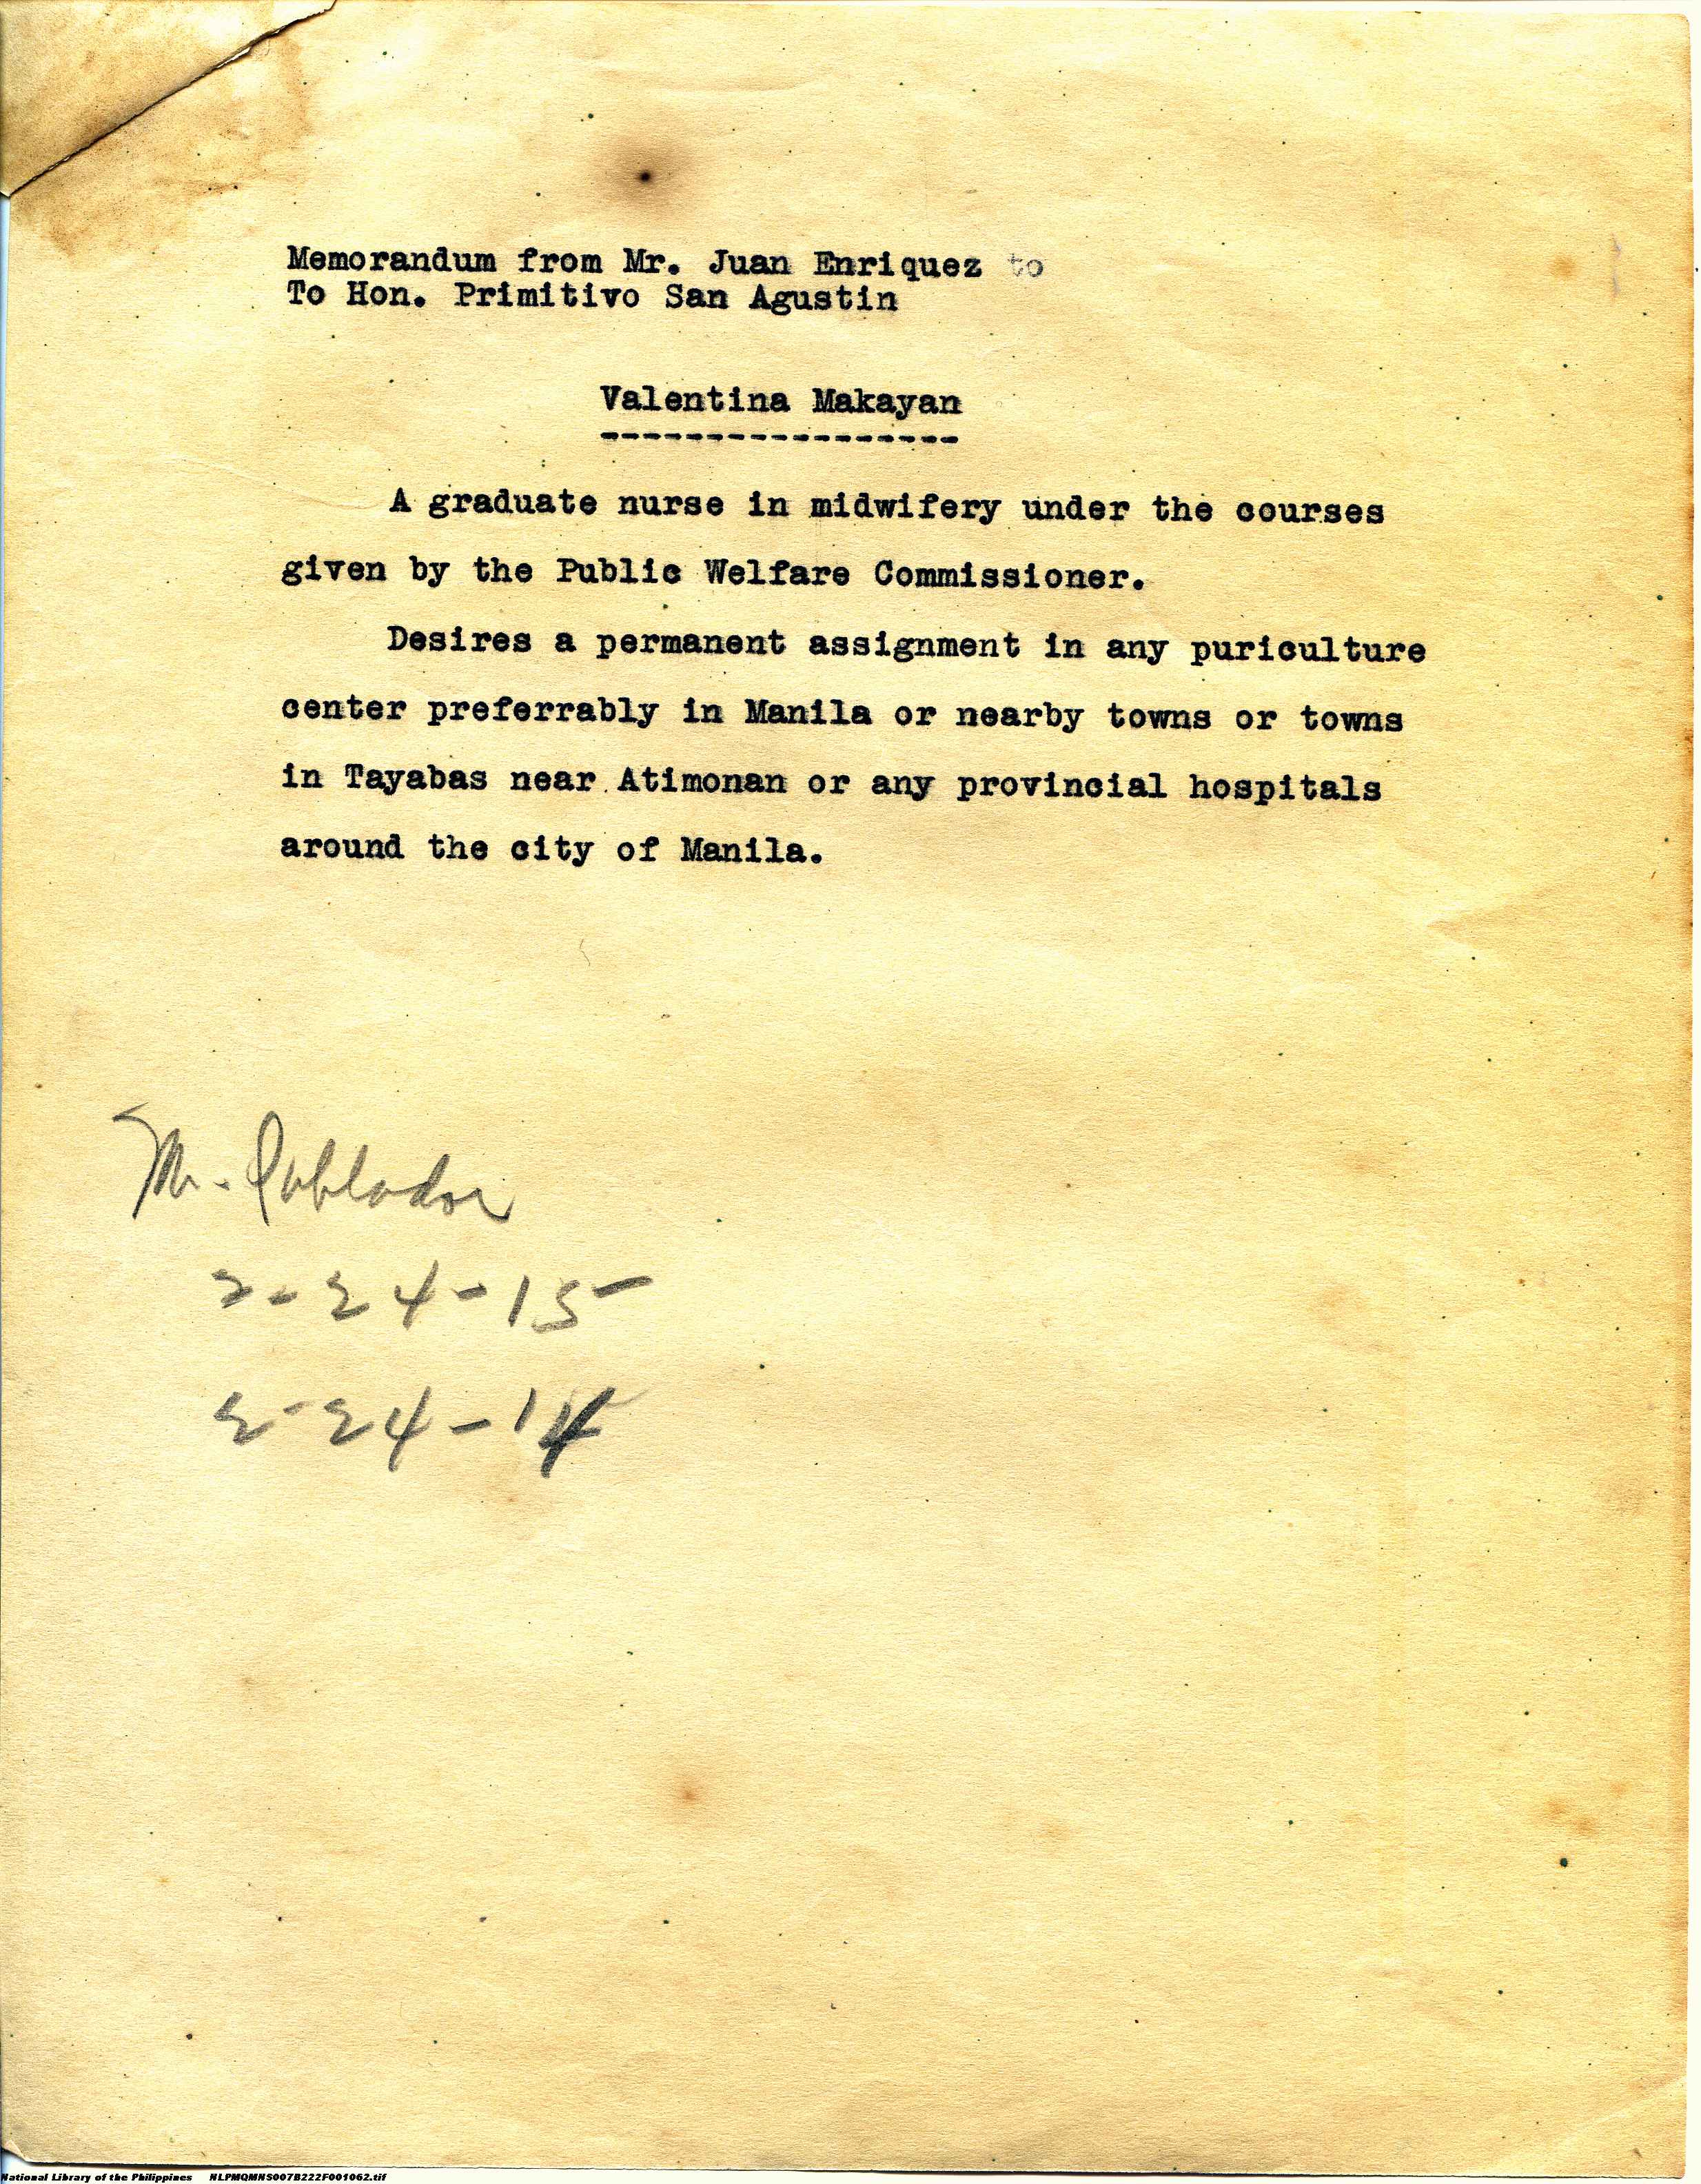 Memorandum from Mr. Juan Enriquez to
To Hon. Primitivo San Agustin
Valentina Makayan
-----------------
A graduate nurse in midwifery under the courses
given by the Public Welfare Commissioner.
Desires a permanent assignment in any puriculture
center preferrably in Manila or nearby towns or towns
in Tayabas near Atimonan or any provincial hospitals
around the city of Manila.
Mr.
2-24-15
2-24-14
National Library of the Philippines NLPMQMNS007B222F001062.tif